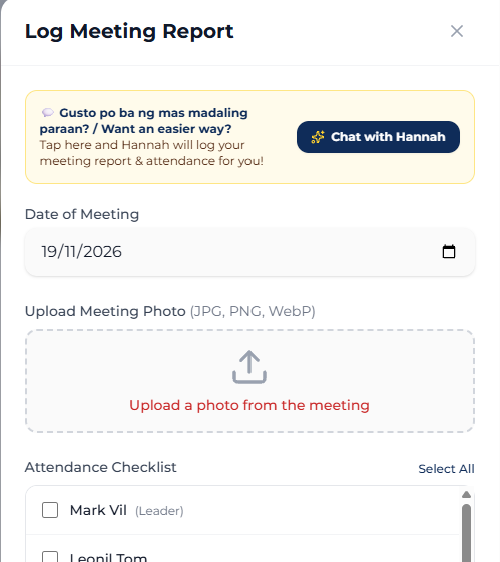 Log Meeting Report
Gusto po ba ng mas madaling
paraan? / Want an easier way?
Tap here and Hannah will log your
meeting report & attendance for you!
Chat with Hannah
Date of Meeting
19/11/2026
Upload Meeting Photo (JPG, PNG, WebP)
Upload a photo from the meeting
Attendance Checklist
Select All
Mark Vil (Leader)
Leonil Tom